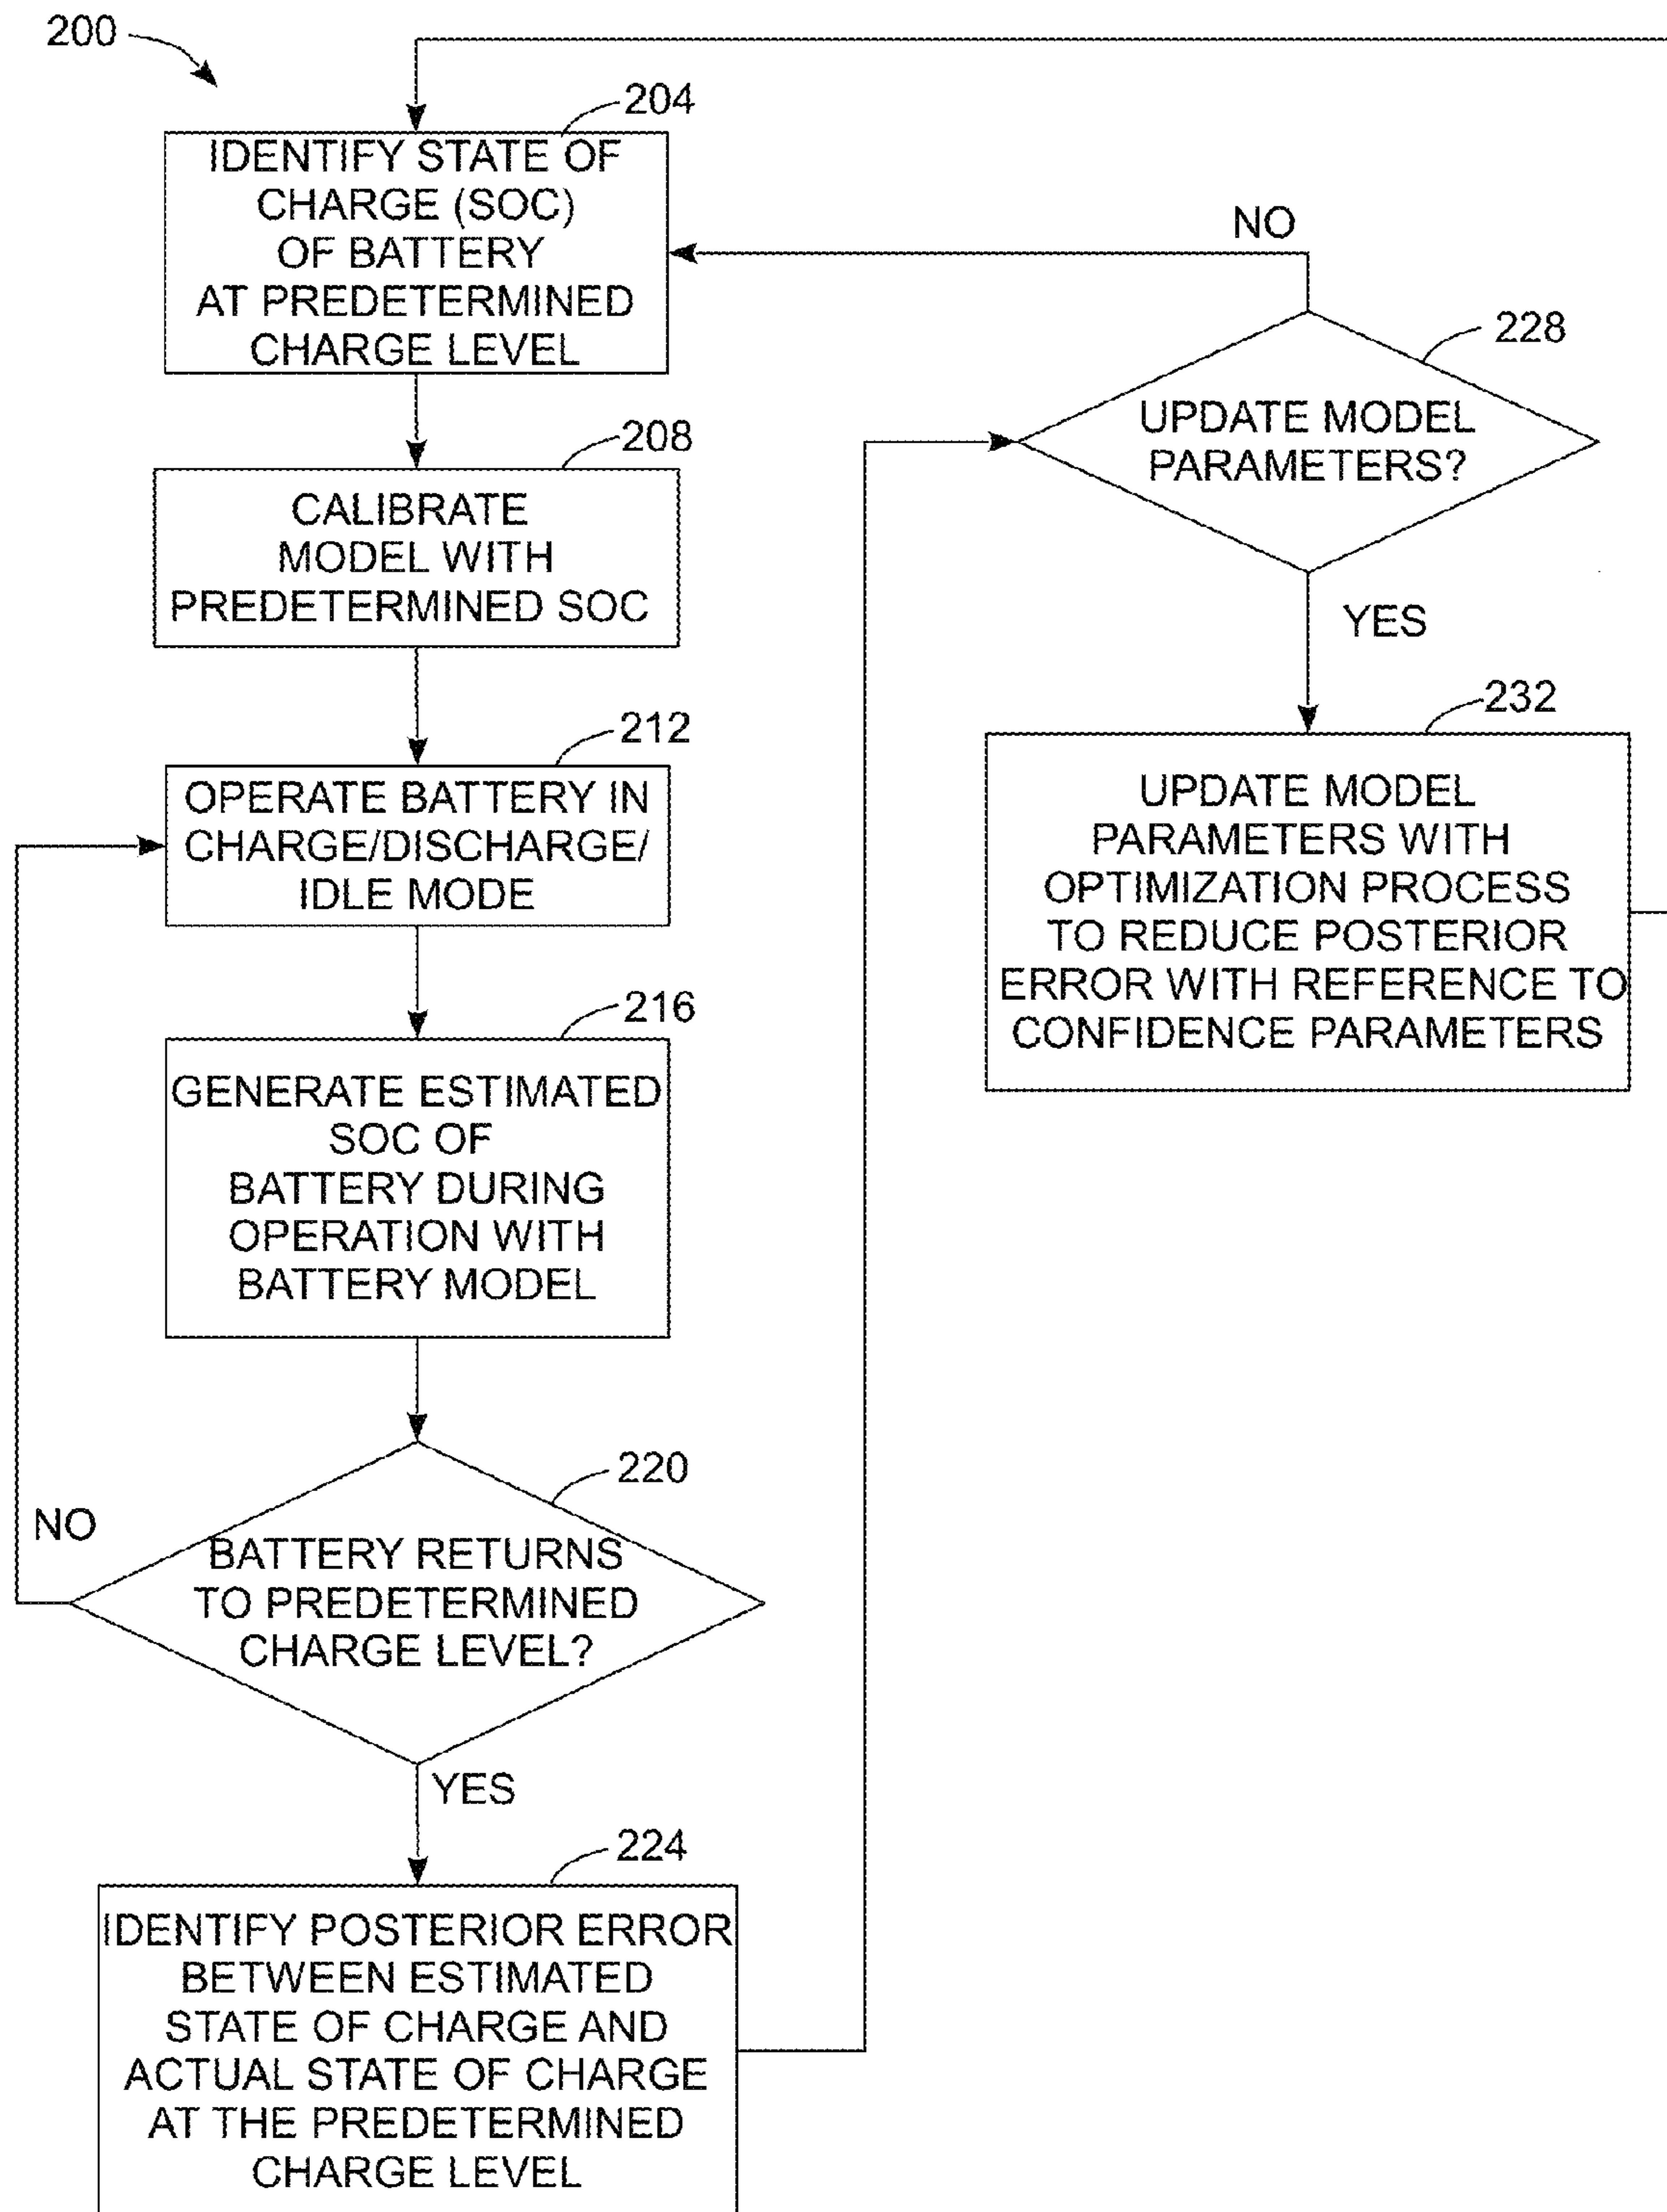 200
204
IDENTIFY STATE OF
CHARGE (SOC)
OF BATTERY
AT PREDETERMINED
CHARGE LEVEL
208
CALIBRATE
MODEL WITH
PREDETERMINED SOC
212
OPERATE BATTERY IN
CHARGE/DISCHARGE/
IDLE MODE
216
GENERATE ESTIMATED
SOC OF
BATTERY DURING
OPERATION WITH
BATTERY MODEL
220
NO
BATTERY RETURNS
TO PREDETERMINED
CHARGE LEVEL?
YES
224
IDENTIFY POSTERIOR ERROR
BETWEEN ESTIMATED
STATE OF CHARGE AND
ACTUAL STATE OF CHARGE
AT THE PREDETERMINED
CHARGE LEVEL
NO
228
UPDATE MODEL
PARAMETERS?
YES
232
UPDATE MODEL
PARAMETERS WITH
OPTIMIZATION PROCESS
TO REDUCE POSTERIOR
ERROR WITH REFERENCE TO
CONFIDENCE PARAMETERS